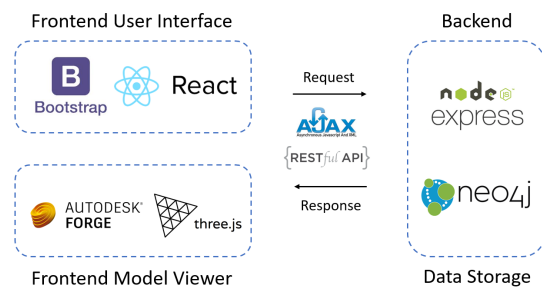 Frontend User Interface
B
Bootstrap
React
AUTODESK®
FORGE
three.js
Frontend Model Viewer
Request
AJAX
Asynchronous Javascript And XML
{RESTful API}
Response
Backend
node
JS
express
neo4j
Data Storage